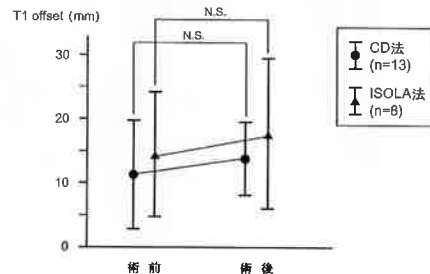 T1 offset (mm)
N.S.
N.S.
30
20
10
0
術前
術後
CD法
(n=13)
ISOLA法
(n=8)